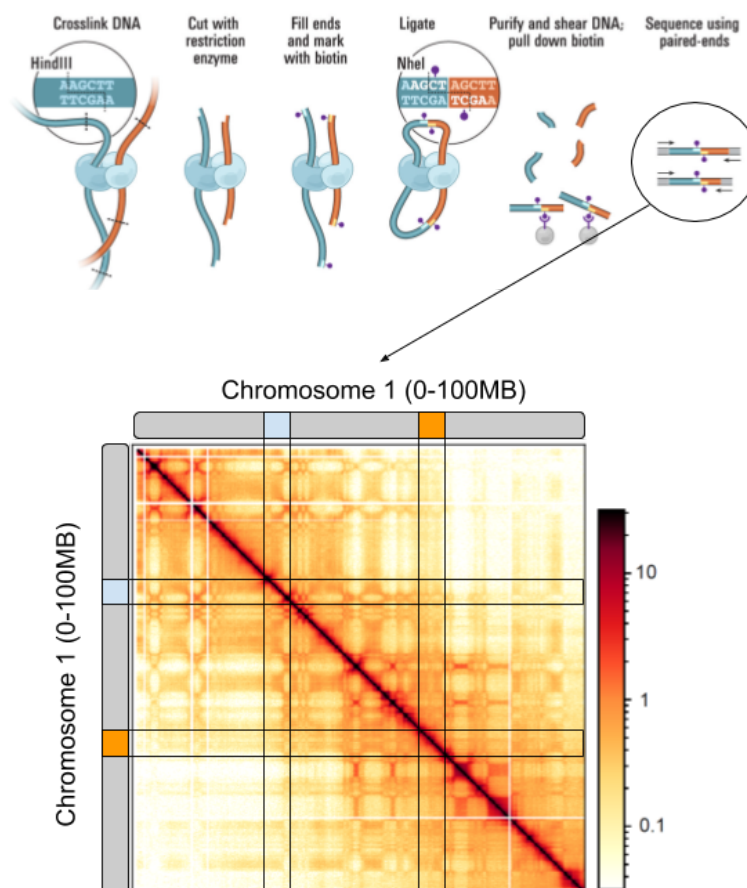 Crosslink DNA
HindIII
AAGCTT
TTCGAA
Cut with
restriction
enzyme
Fill ends
and mark
with biotin
Ligate
NheI
AAGCT AGCTT
TTCGA TCGAA
Purify and shear DNA;
pull down biotin
Sequence using
paired-ends
Chromosome 1 (0-100MB)
Chromosome 1 (0-100MB)
10
1
0.1